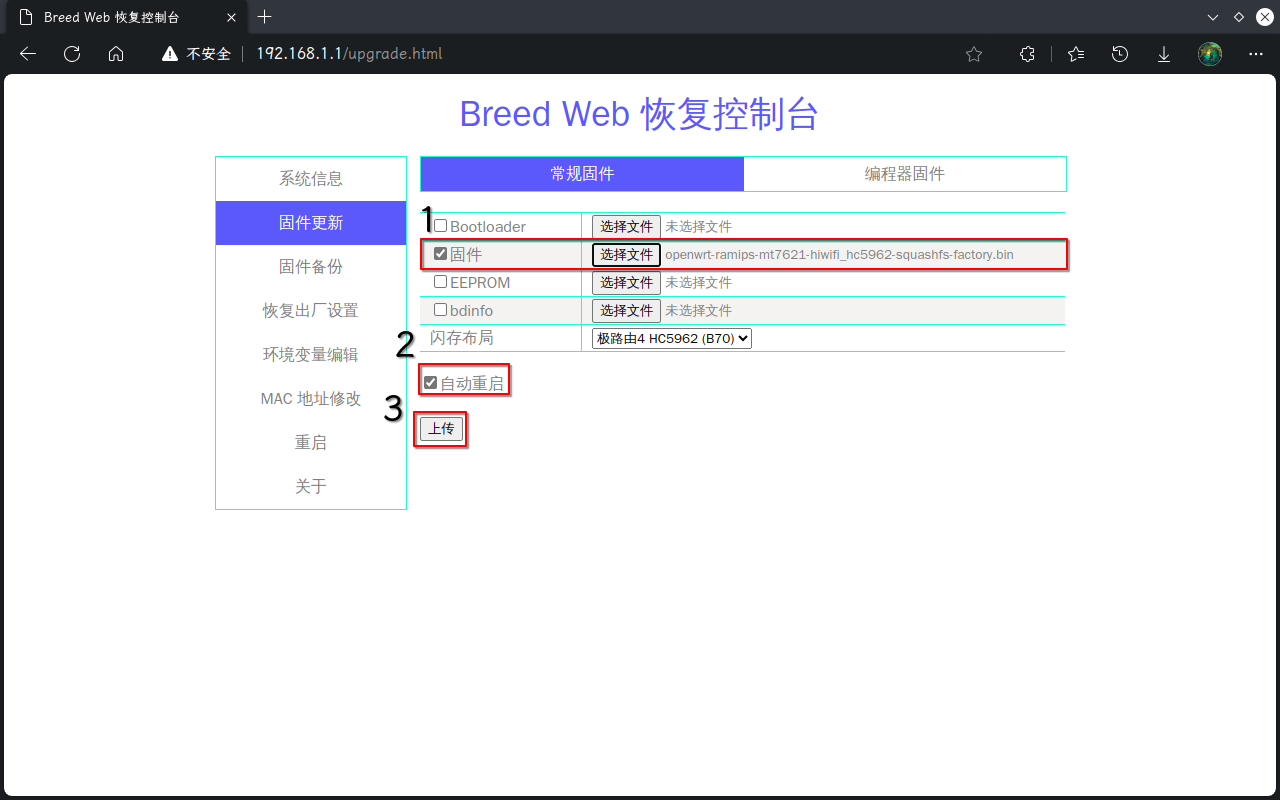 Breed Web 恢复控制台
不安全 192.168.1.1/upgrade.html
Breed Web 恢复控制台
系统信息
固件更新
固件备份
恢复出厂设置
环境变量编辑
MAC 地址修改
重启
关于
常规固件 编程器固件
1
Bootloader 选择文件 未选择文件
固件 选择文件 openwrt-ramips-mt7621-hiwifi_hc5962-squashfs-factory.bin
EEPROM 选择文件 未选择文件
bdinfo 选择文件 未选择文件
闪存布局 极路由4 HC5962 (B70)
2
自动重启
3
上传